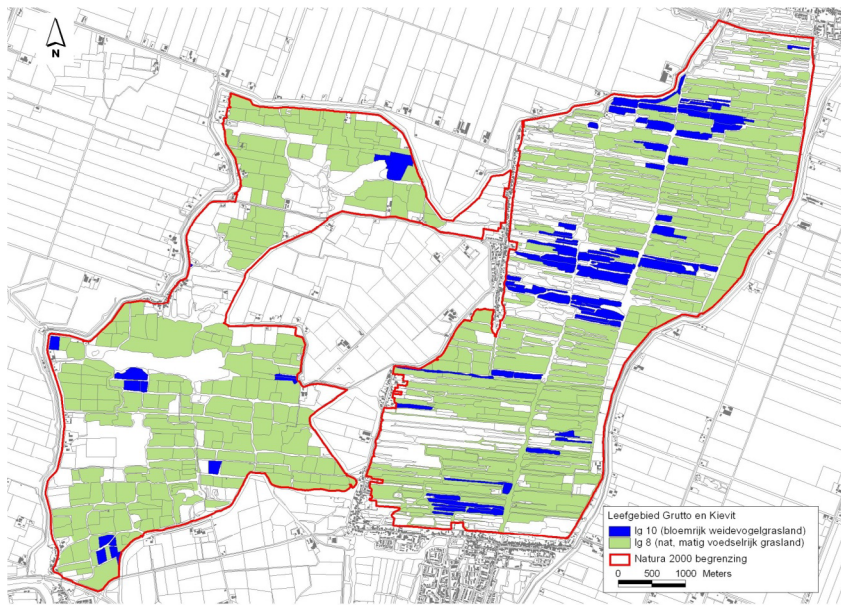 N
Leefgebied Grutto en Kievit
lg 10 (bloemrijk weidevogelgrasland)
lg 8 (nat, matig voedselrijk grasland)
Natura 2000 begrenzing
0 500 1000 Meters